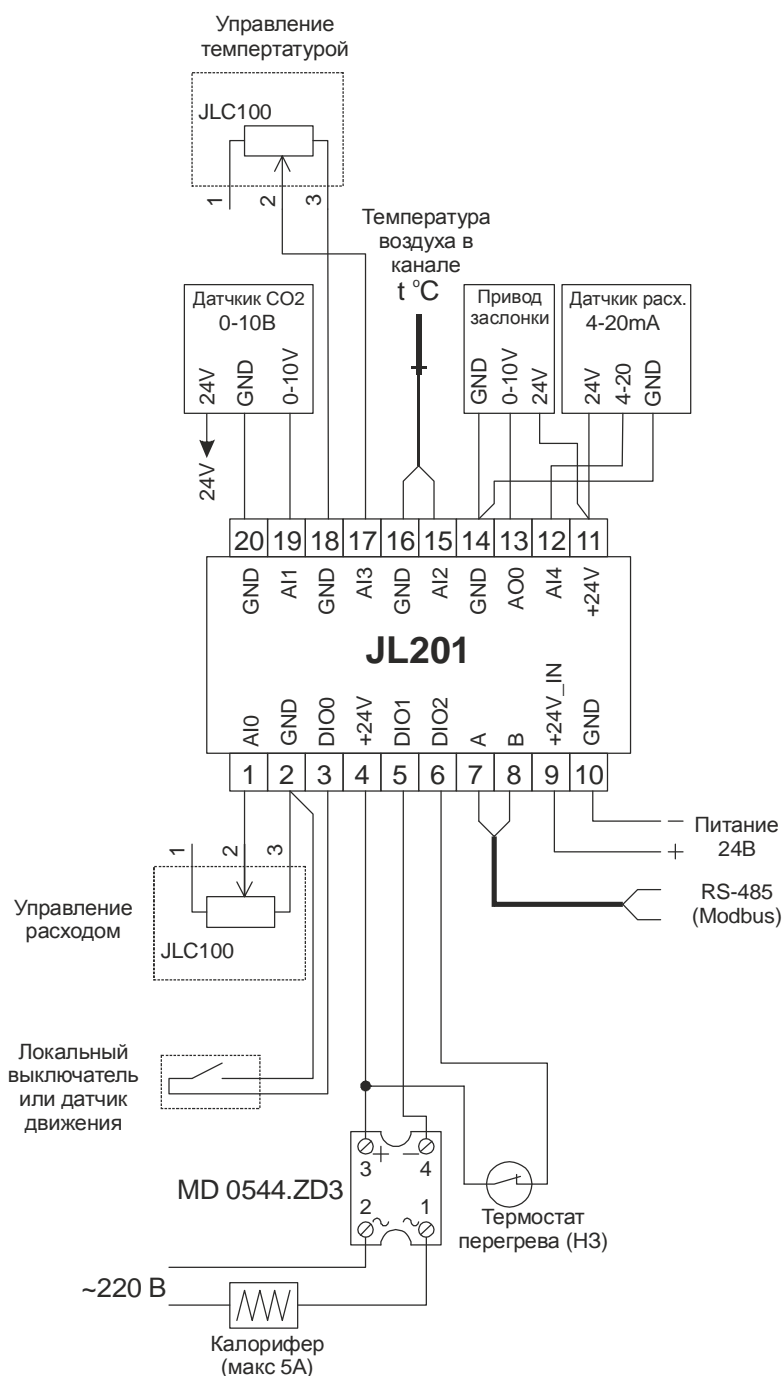 Управление
темпертатурой
JLC100
1
2
3
Температура
воздуха в
канале
t °C
Датчкик CO2
0-10В
24V
GND
0-10V
24V
Привод
заслонки
GND
0-10V
24V
Датчкик расх.
4-20mA
24V
4-20
GND
20 19 18 17 16 15 14 13 12 11
GND
AI1
GND
AI3
GND
AI2
GND
AO0
AI4
+24V
JL201
AI0
GND
DIO0
+24V
DIO1
DIO2
A
B
+24V_IN
GND
1 2 3 4 5 6 7 8 9 10
Питание
24В
− +
RS-485
(Modbus)
1
2
3
Управление
расходом
JLC100
Локальный
выключатель
или датчик
движения
MD 0544.ZD3
+ −
3 4
2 1
~ ~
Термостат
перегрева (НЗ)
~220 В
Калорифер
(макс 5А)